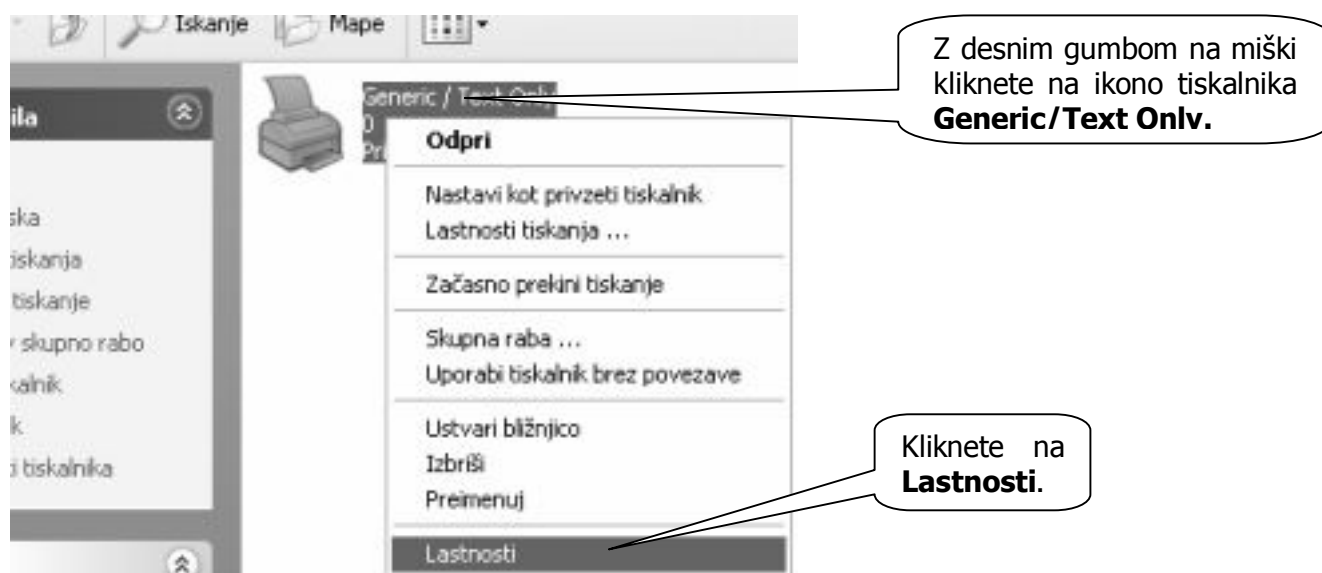 Iskanje Mape
Z desnim gumbom na miški
kliknete na ikono tiskalnika
Generic/Text Onlv.
ila
Generic / Text Only
0
Pr
Odpri
Nastavi kot privzeti tiskalnik
Lastnosti tiskanja ...
Začasno prekini tiskanje
Skupna raba ...
Uporabi tiskalnik brez povezave
Ustvari bližnjico
Izbriši
Preimenuj
Lastnosti
ska
iskanja
tiskanje
v skupno rabo
kalnik
k
i tiskalnika
Kliknete na
Lastnosti.